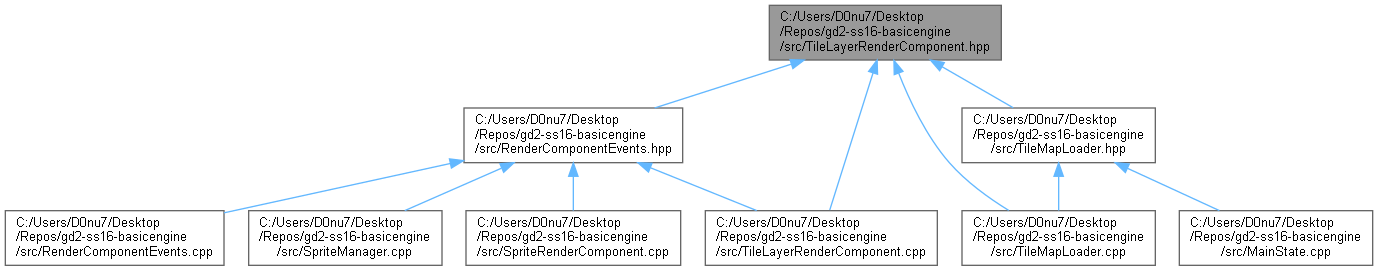 C:/Users/D0nu7/Desktop
/Repos/gd2-ss16-basicengine
/src/TileLayerRenderComponent.hpp
C:/Users/D0nu7/Desktop
/Repos/gd2-ss16-basicengine
/src/RenderComponentEvents.hpp
C:/Users/D0nu7/Desktop
/Repos/gd2-ss16-basicengine
/src/TileMapLoader.hpp
C:/Users/D0nu7/Desktop
/Repos/gd2-ss16-basicengine
/src/RenderComponentEvents.cpp
C:/Users/D0nu7/Desktop
/Repos/gd2-ss16-basicengine
/src/SpriteManager.cpp
C:/Users/D0nu7/Desktop
/Repos/gd2-ss16-basicengine
/src/SpriteRenderComponent.cpp
C:/Users/D0nu7/Desktop
/Repos/gd2-ss16-basicengine
/src/TileLayerRenderComponent.cpp
C:/Users/D0nu7/Desktop
/Repos/gd2-ss16-basicengine
/src/TileMapLoader.cpp
C:/Users/D0nu7/Desktop
/Repos/gd2-ss16-basicengine
/src/MainState.cpp